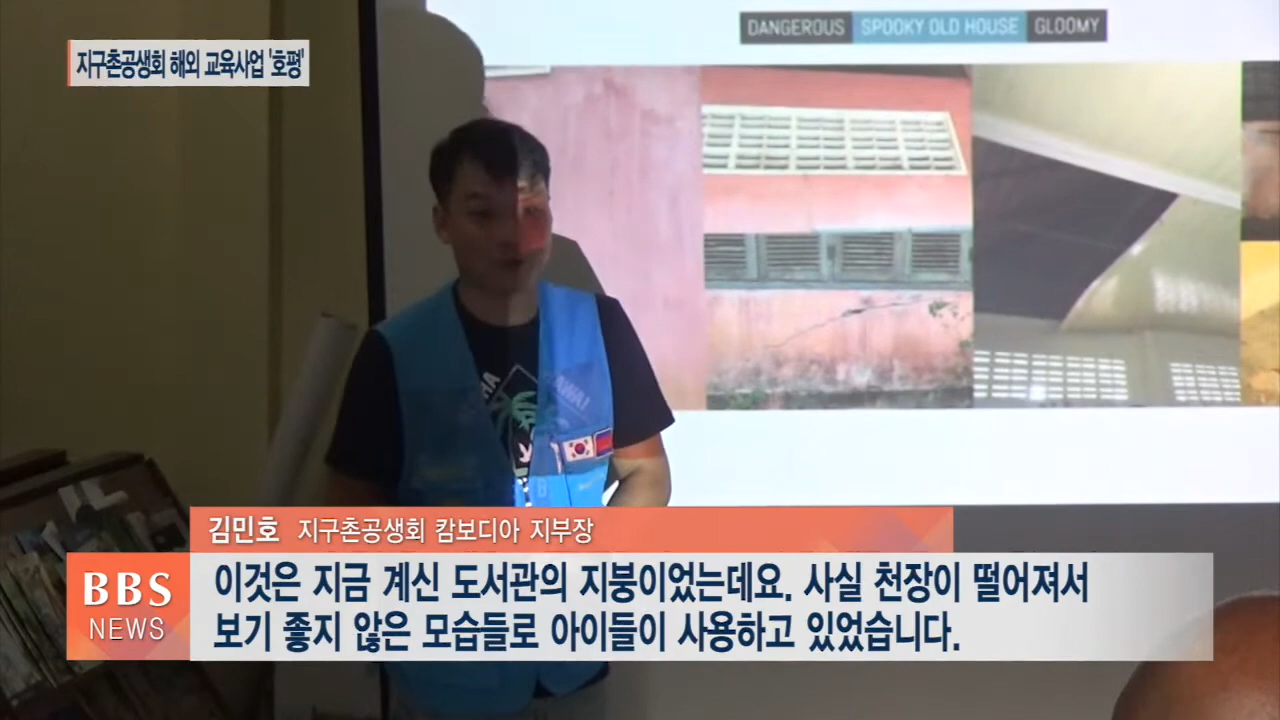 DANGEROUS SPOOKY OLD HOUSE GLOOMY
지구촌공생회 해외 교육사업 '호평'
김민호 지구촌공생회 캄보디아 지부장
BBS
NEWS
이것은 지금 계신 도서관의 지붕이었는데요. 사실 천장이 떨어져서
보기 좋지 않은 모습들로 아이들이 사용하고 있었습니다.